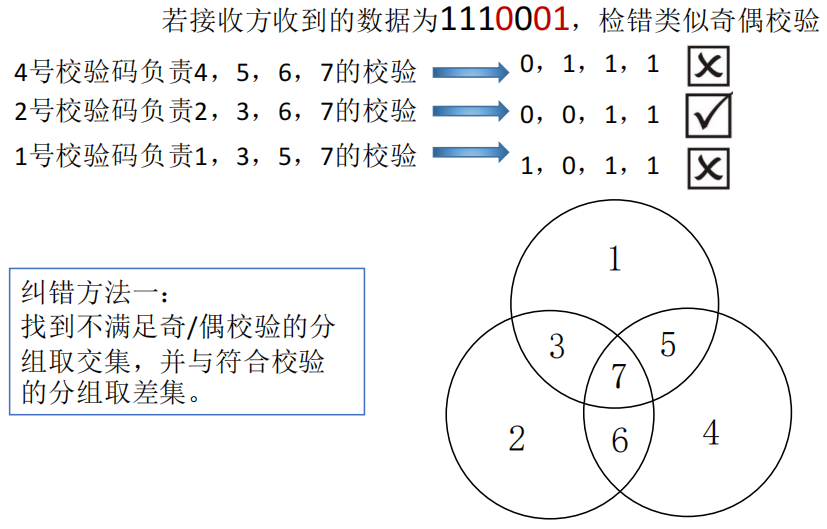 若接收方收到的数据为1110001，检错类似奇偶校验
4号校验码负责4，5，6，7的校验 0，1，1，1
2号校验码负责2，3，6，7的校验 0，0，1，1
1号校验码负责1，3，5，7的校验 1，0，1，1
纠错方法一：
找到不满足奇/偶校验的分
组取交集，并与符合校验
的分组取差集。
1
3
5
7
2
6
4